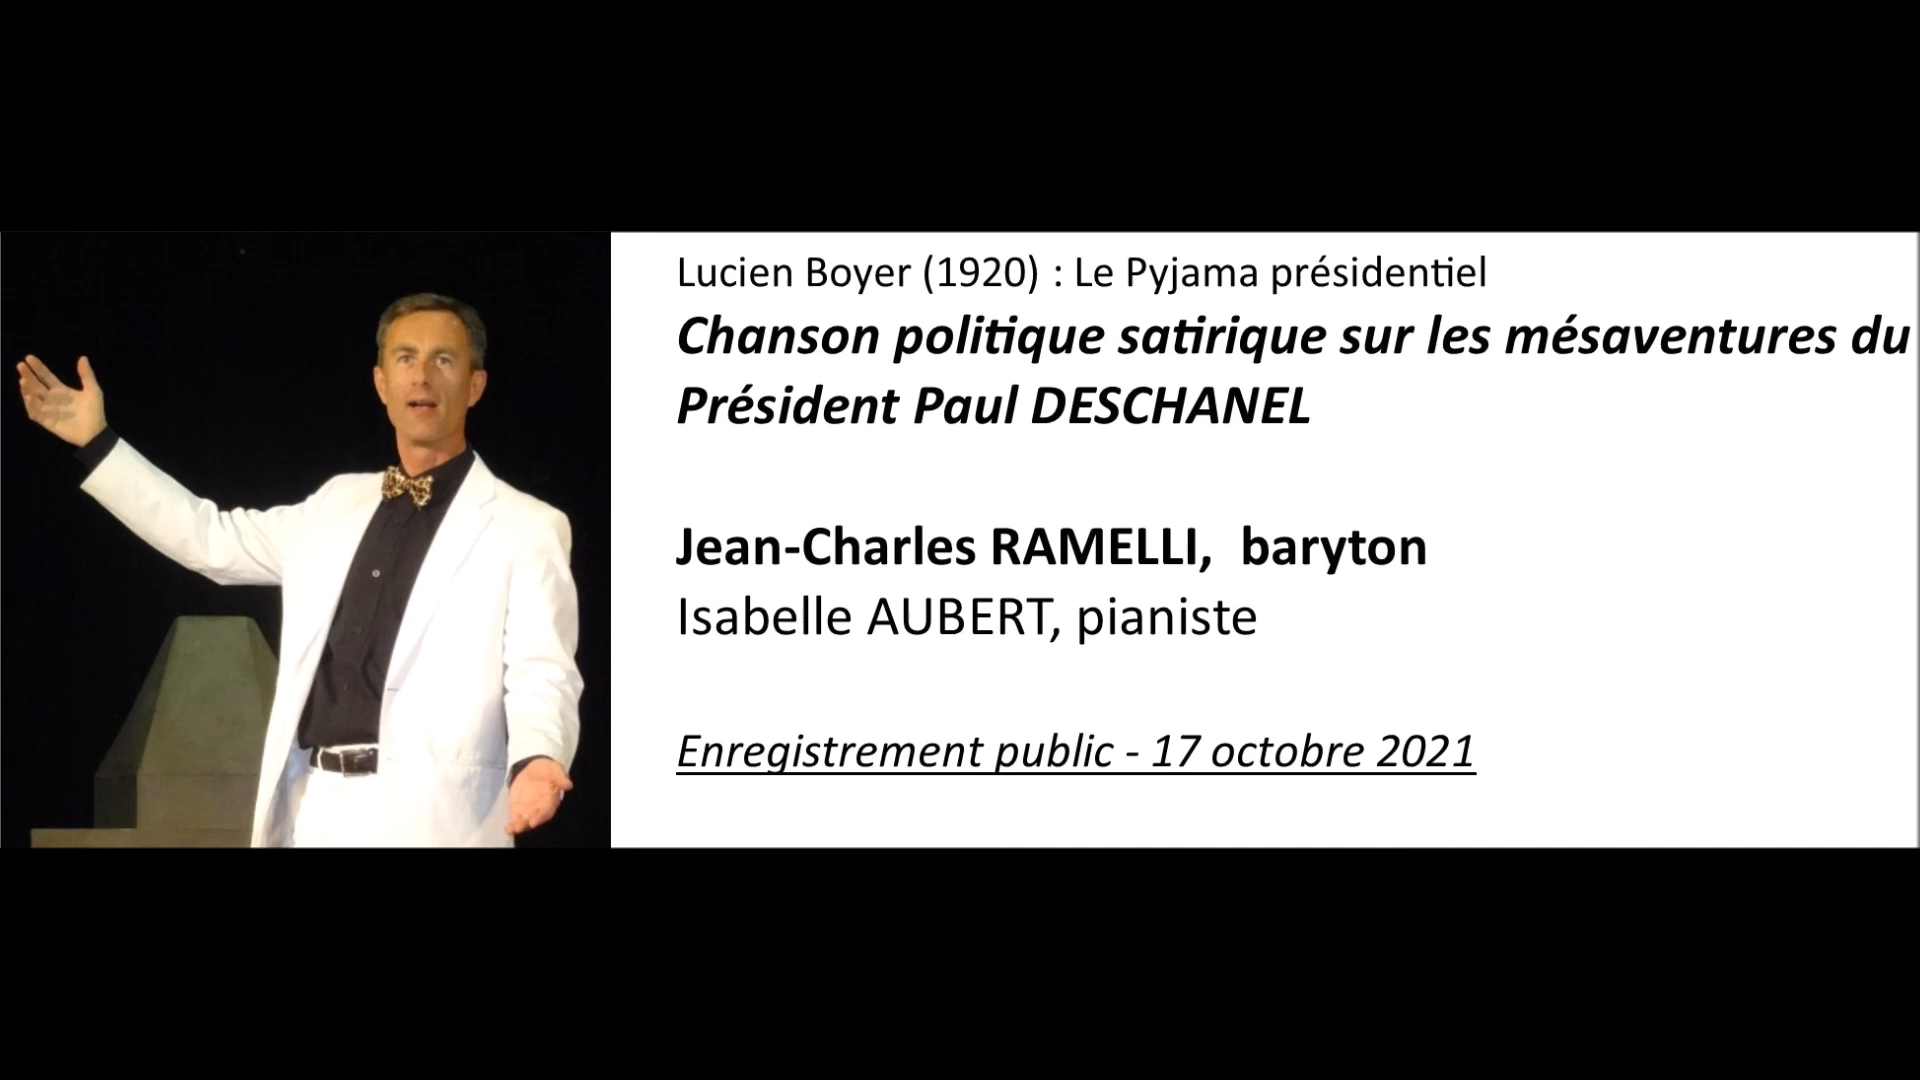 Lucien Boyer (1920) : Le Pyjama présidentiel
Chanson politique satirique sur les mésaventures du
Président Paul DESCHANEL
Jean-Charles RAMELLI,  baryton
Isabelle AUBERT, pianiste
Enregistrement public - 17 octobre 2021